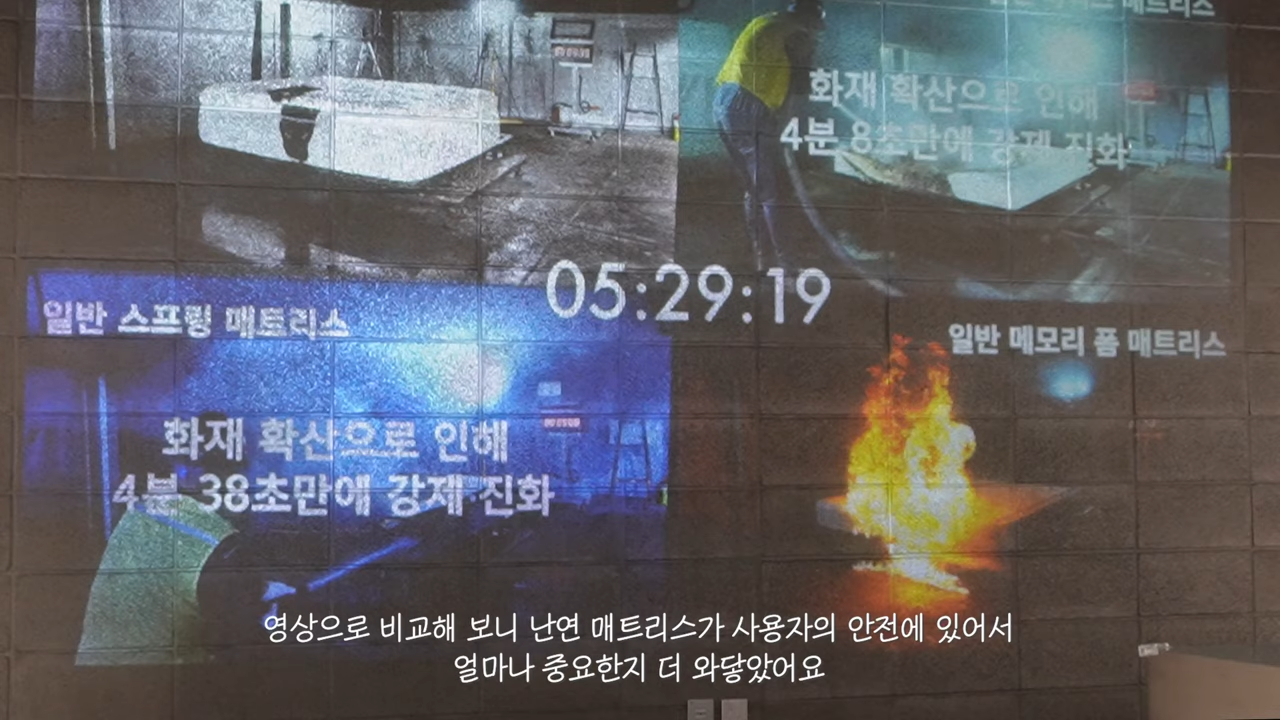 매트리스
화재 확산으로 인해
4분 8초만에 강제 진화
05:29:19
일반 스프링 매트리스
일반 메모리 폼 매트리스
화재 확산으로 인해
4분 38초만에 강제 진화
영상으로 비교해 보니 난연 매트리스가 사용자의 안전에 있어서
얼마나 중요한지 더 와닿았어요